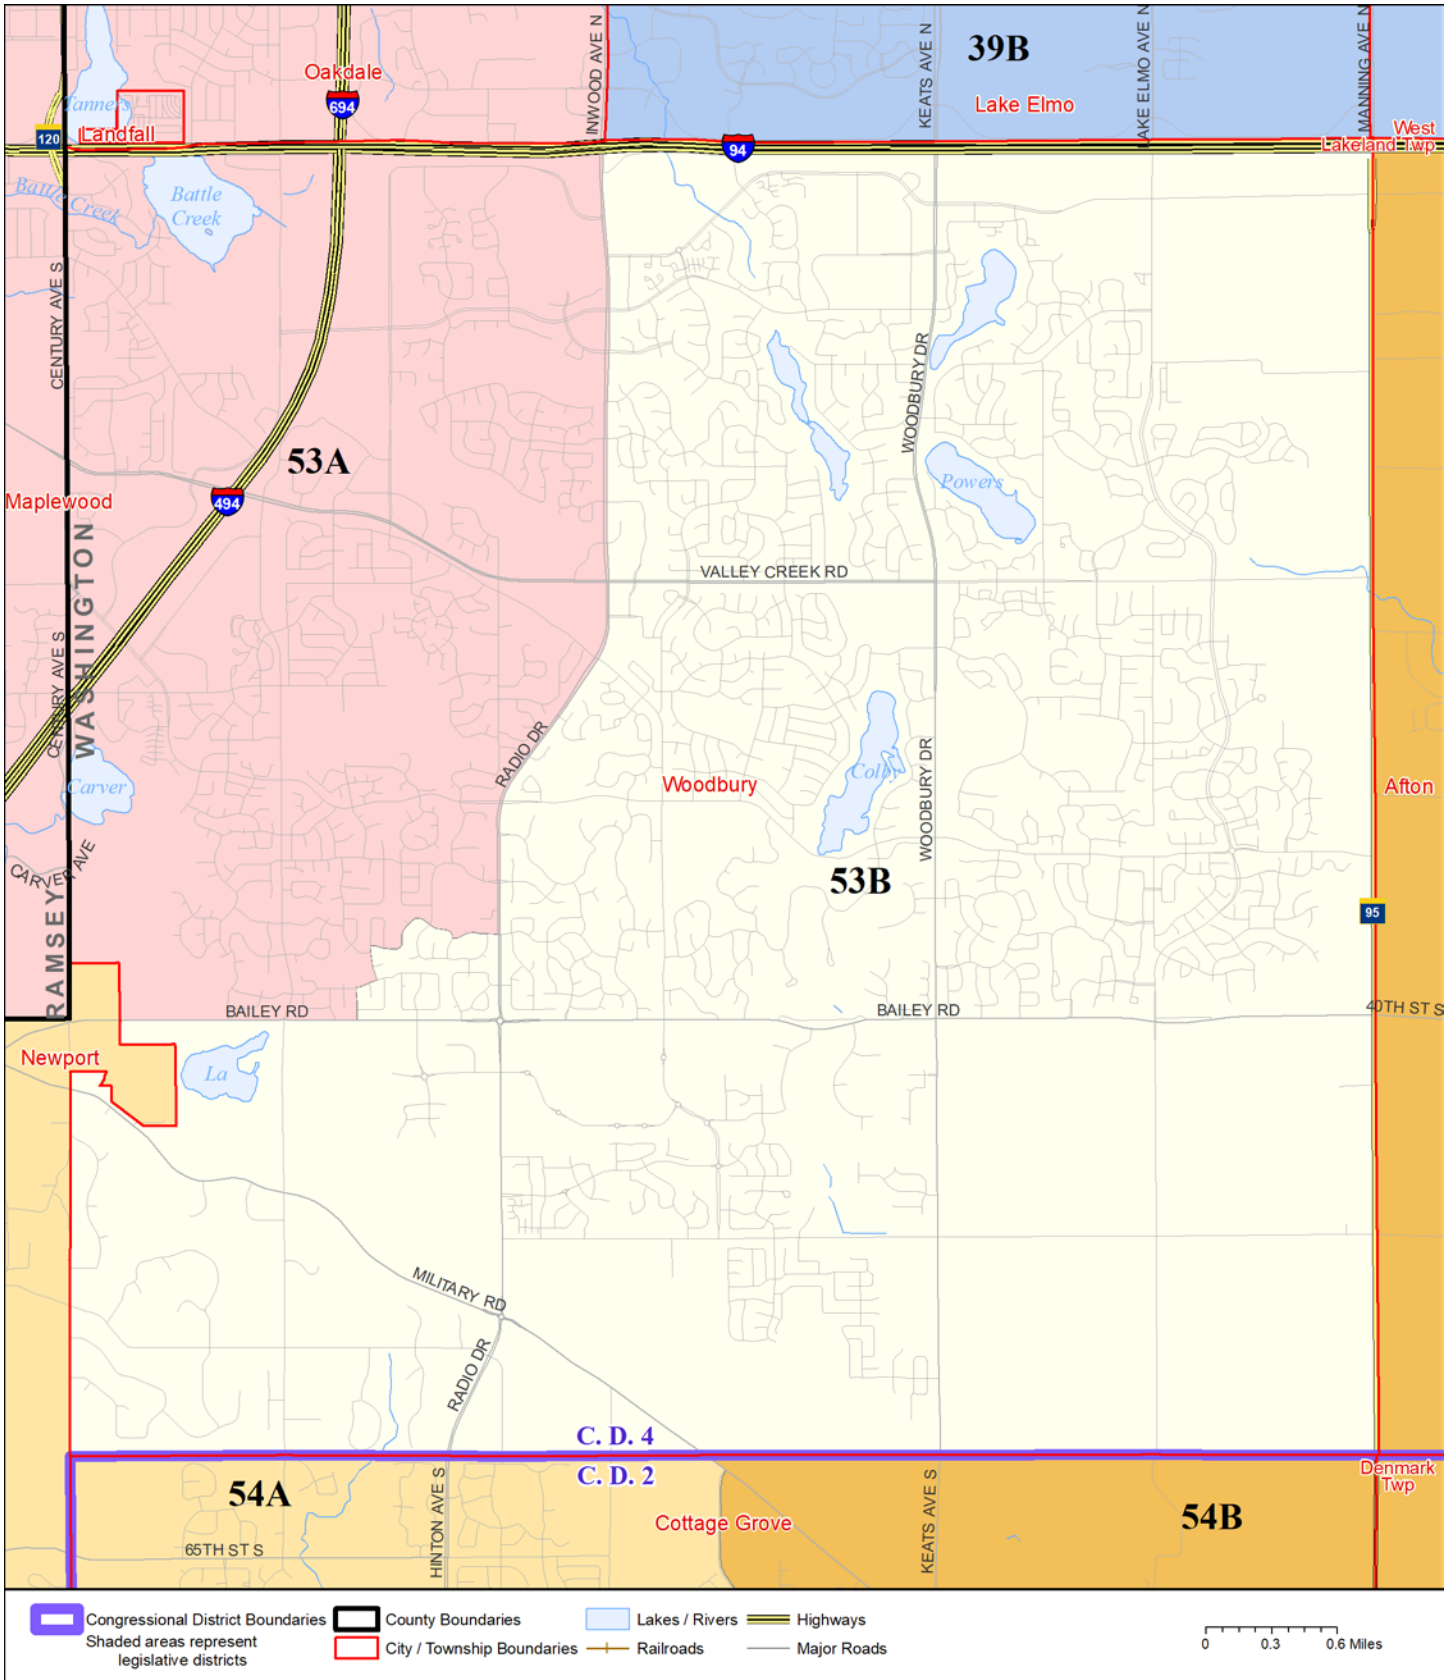 INWOOD AVE N
KEATS AVE N
39B
LAKE ELMO AVE N
MANNING AVE N
Oakdale
694
Lake Elmo
Tanners
Landfall
120
94
West
Lakeland Twp
Battle Creek
Battle
Creek
CENTURY AVE S
WOODBURY DR
53A
494
Maplewood
Powers
WASHINGTON
VALLEY CREEK RD
CENTURY AVE S
RADIO DR
Woodbury
Colby
WOODBURY DR
Afton
Carver
CARVER AVE
53B
95
RAMSEY
BAILEY RD
BAILEY RD
40TH ST S
Newport
La
MILITARY RD
RADIO DR
C. D. 4
C. D. 2
Denmark
Twp
54A
HINTON AVE S
KEATS AVE S
54B
Cottage Grove
65TH ST S
Congressional District Boundaries
County Boundaries
Lakes / Rivers
Highways
Shaded areas represent
legislative districts
City / Township Boundaries
Railroads
Major Roads
0 0.3 0.6 Miles